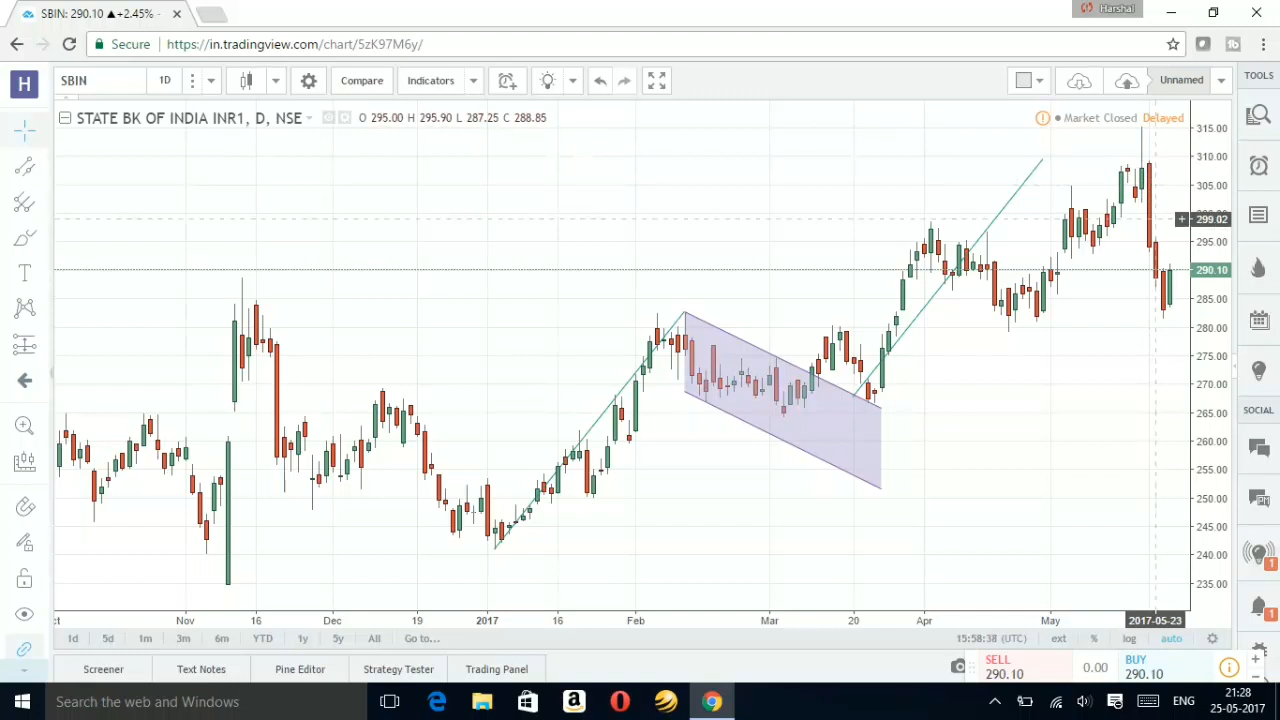 SBIN: 290.10 ▲+2.45% -
Harshal
Secure https://in.tradingview.com/chart/5zK97M6y/
H SBIN 1D Compare Indicators Unnamed TOOLS
STATE BK OF INDIA INR1, D, NSE O 295.00 H 295.90 L 287.25 C 288.85 Market Closed Delayed
315.00
310.00
305.00
299.02
295.00
290.10
285.00
280.00
275.00
270.00
265.00
260.00
255.00
250.00
245.00
240.00
235.00
SOCIAL
1
1
Nov 16 Dec 19 2017 16 Feb Mar 20 Apr May 2017-05-23
1d 5d 1m 3m 6m YTD 1y 5y All Go to... 15:58:38 (UTC) ext % log auto
Screener Text Notes Pine Editor Strategy Tester Trading Panel
SELL 290.10 0.00 BUY 290.10
Search the web and Windows
ENG
21:28
25-05-2017